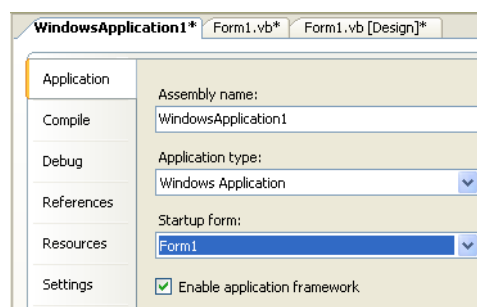 WindowsApplication1* Form1.vb* Form1.vb [Design]*
Application
Assembly name:
Compile
WindowsApplication1
Debug
Application type:
Windows Application
References
Startup form:
Resources
Form1
Settings
Enable application framework